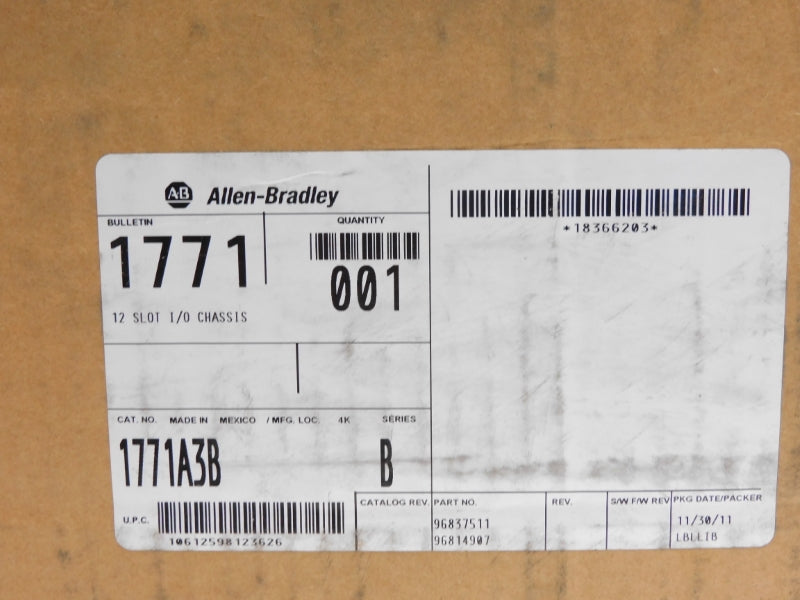 AB Allen-Bradley
BULLETIN QUANTITY
1771
001
12 SLOT I/O CHASSIS
*18366203*
CAT. NO. MADE IN MEXICO / MFG. LOC. 4K SERIES
1771A3B B
U.P.C.
10612598123626
CATALOG REV. PART NO. REV. S/W F/W REV PKG DATE/PACKER
96837511 11/30/11
96814907 LBLLIB